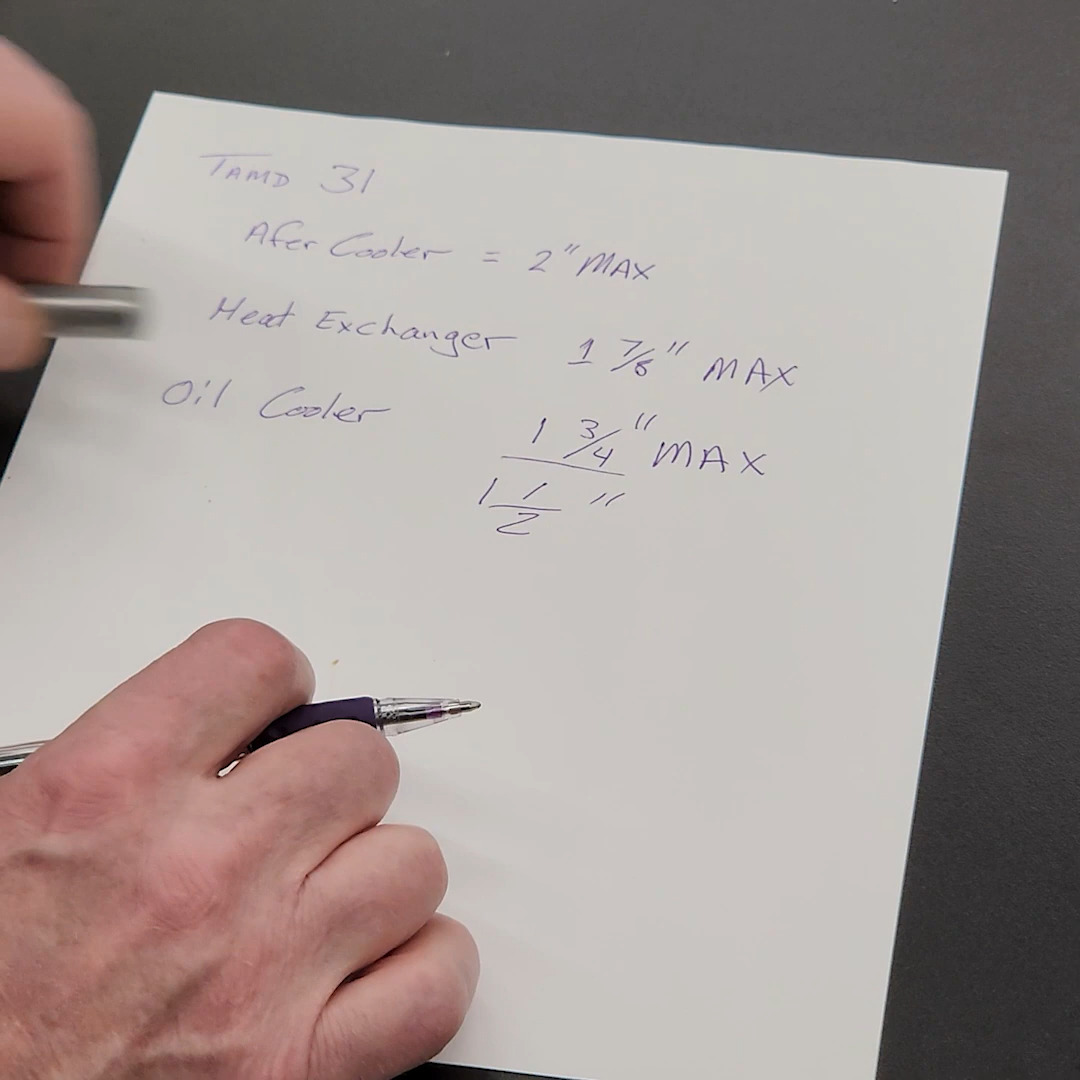 TAMD 31
Afer Cooler = 2" MAX
Heat Exchanger 1 7/8" MAX
Oil Cooler 1 3/4" MAX
1 1/2"